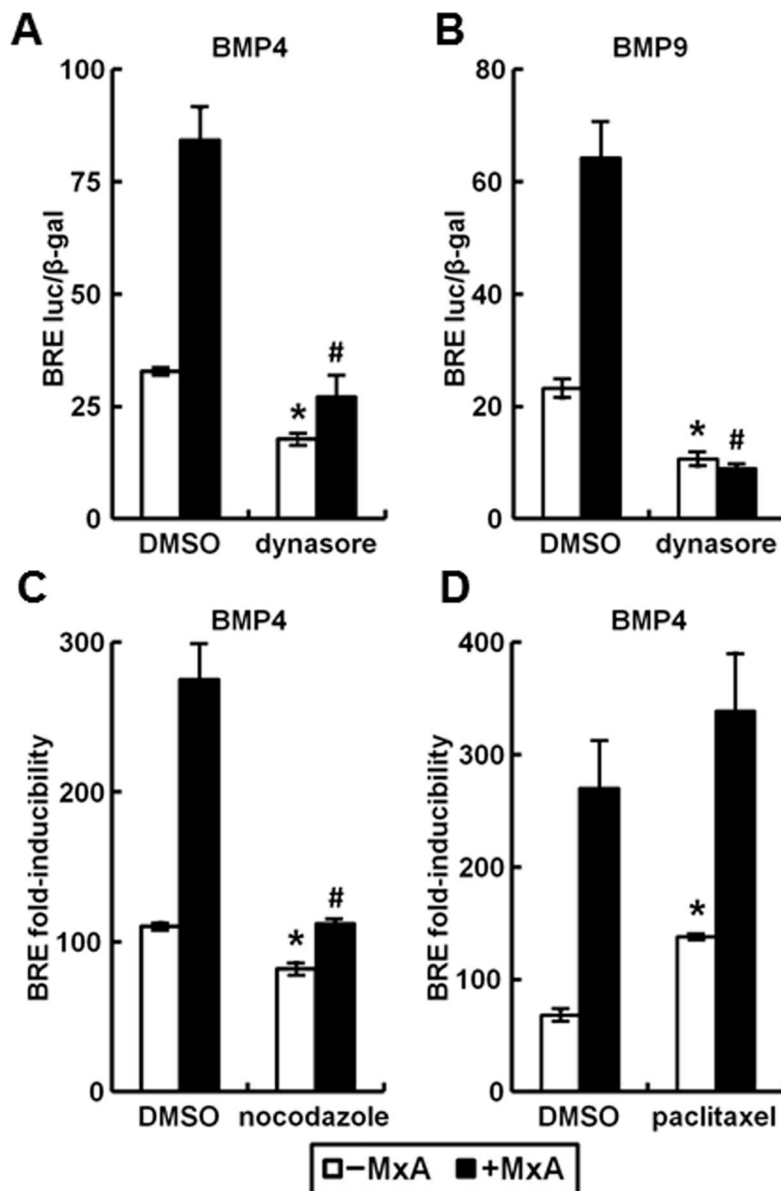 A
BMP4
100
75
50
25
0
BRE luc/β-gal
*
#
DMSO dynasore
B
BMP9
80
60
40
20
0
BRE luc/β-gal
*
#
DMSO dynasore
C
BMP4
300
200
100
0
BRE fold-inducibility
*
#
DMSO nocodazole
D
BMP4
400
300
200
100
0
BRE fold-inducibility
*
DMSO paclitaxel
−MxA +MxA